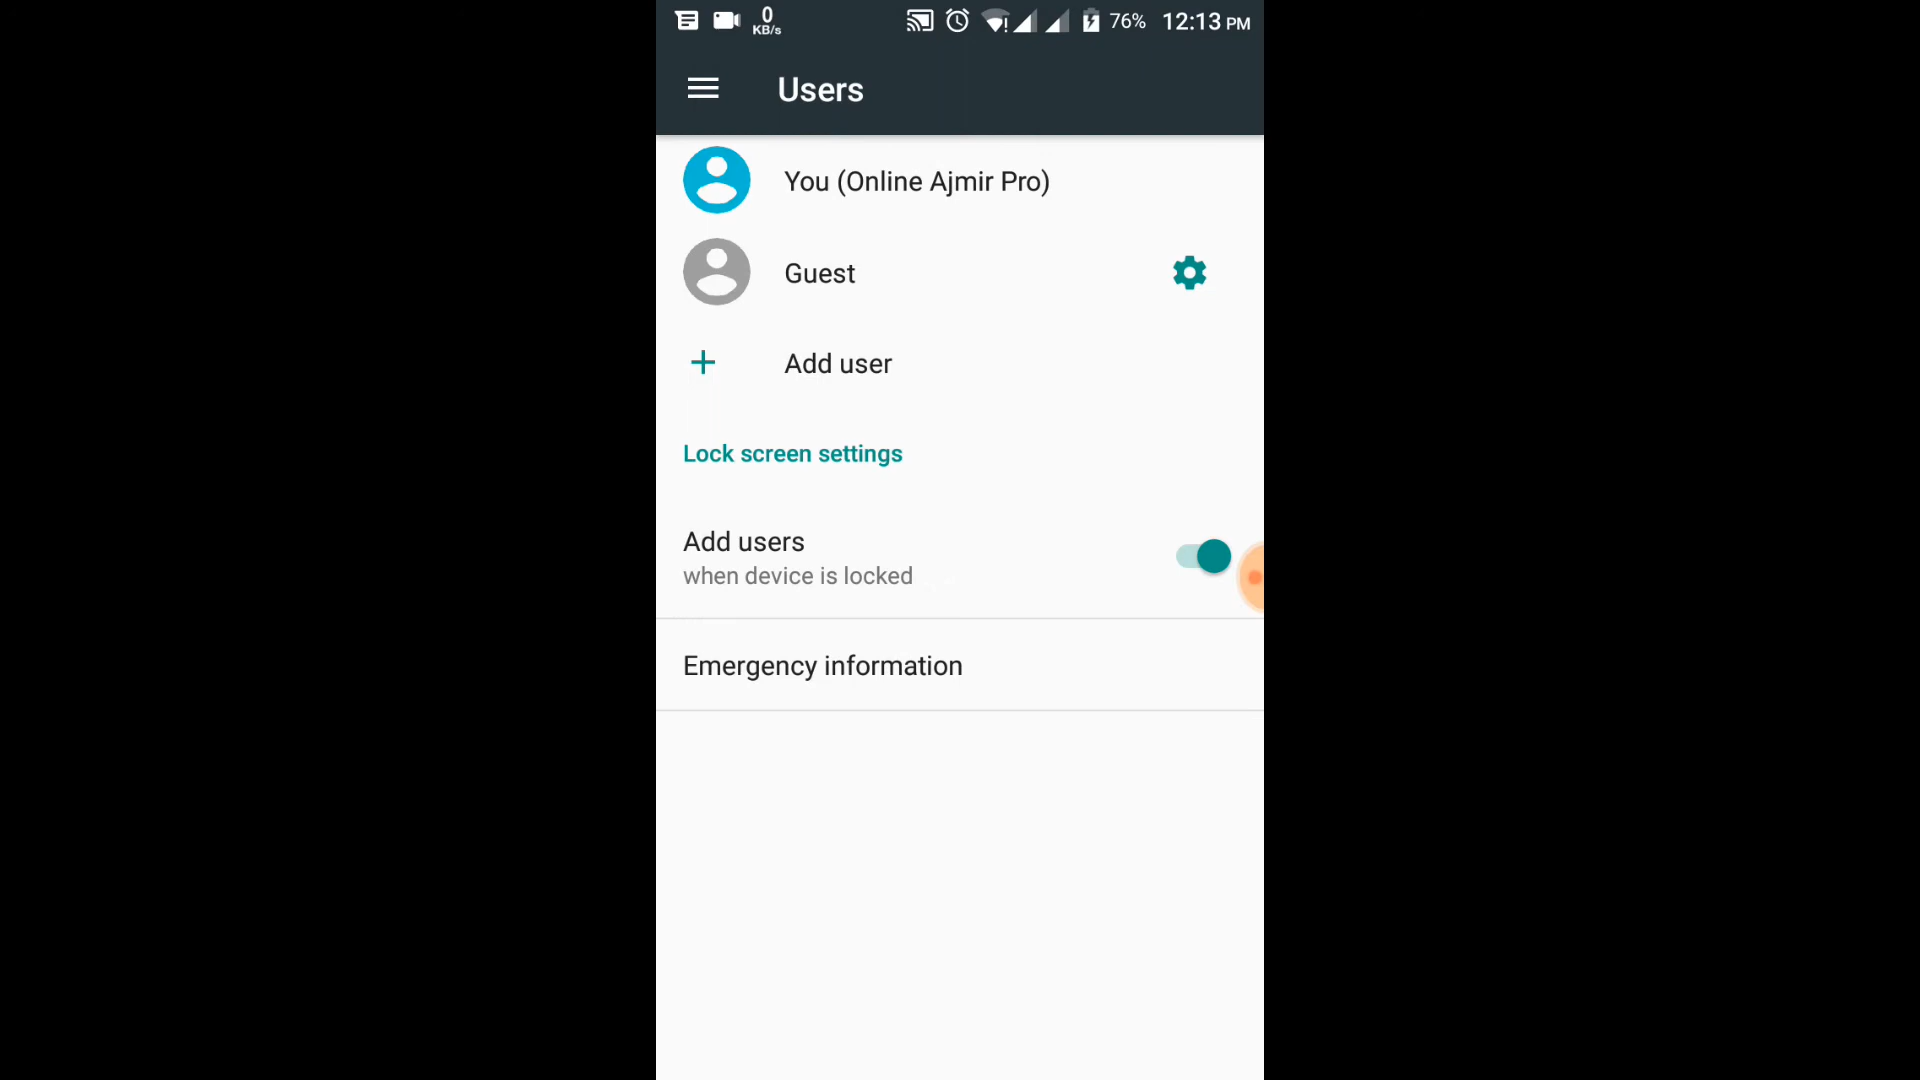 0
KB/s
76% 12:13 PM
Users
You (Online Ajmir Pro)
Guest
Add user
Lock screen settings
Add users
when device is locked
Emergency information